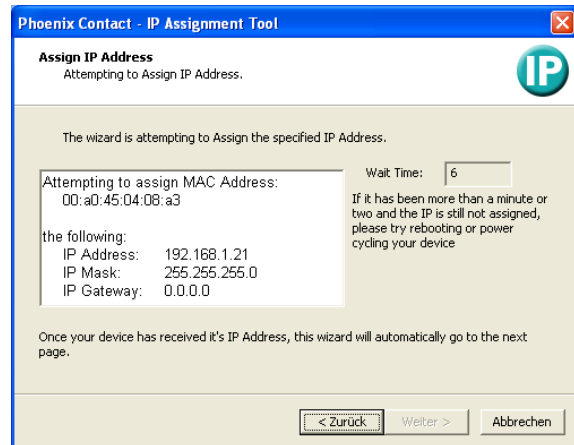 Phoenix Contact - IP Assignment Tool
Assign IP Address
Attempting to Assign IP Address.
IP
The wizard is attempting to Assign the specified IP Address.
Attempting to assign MAC Address:
00:a0:45:04:08:a3
the following:
IP Address: 192.168.1.21
IP Mask: 255.255.255.0
IP Gateway: 0.0.0.0
Wait Time: 6
If it has been more than a minute or
two and the IP is still not assigned,
please try rebooting or power
cycling your device
Once your device has received it's IP Address, this wizard will automatically go to the next
page.
< Zurück
Weiter >
Abbrechen